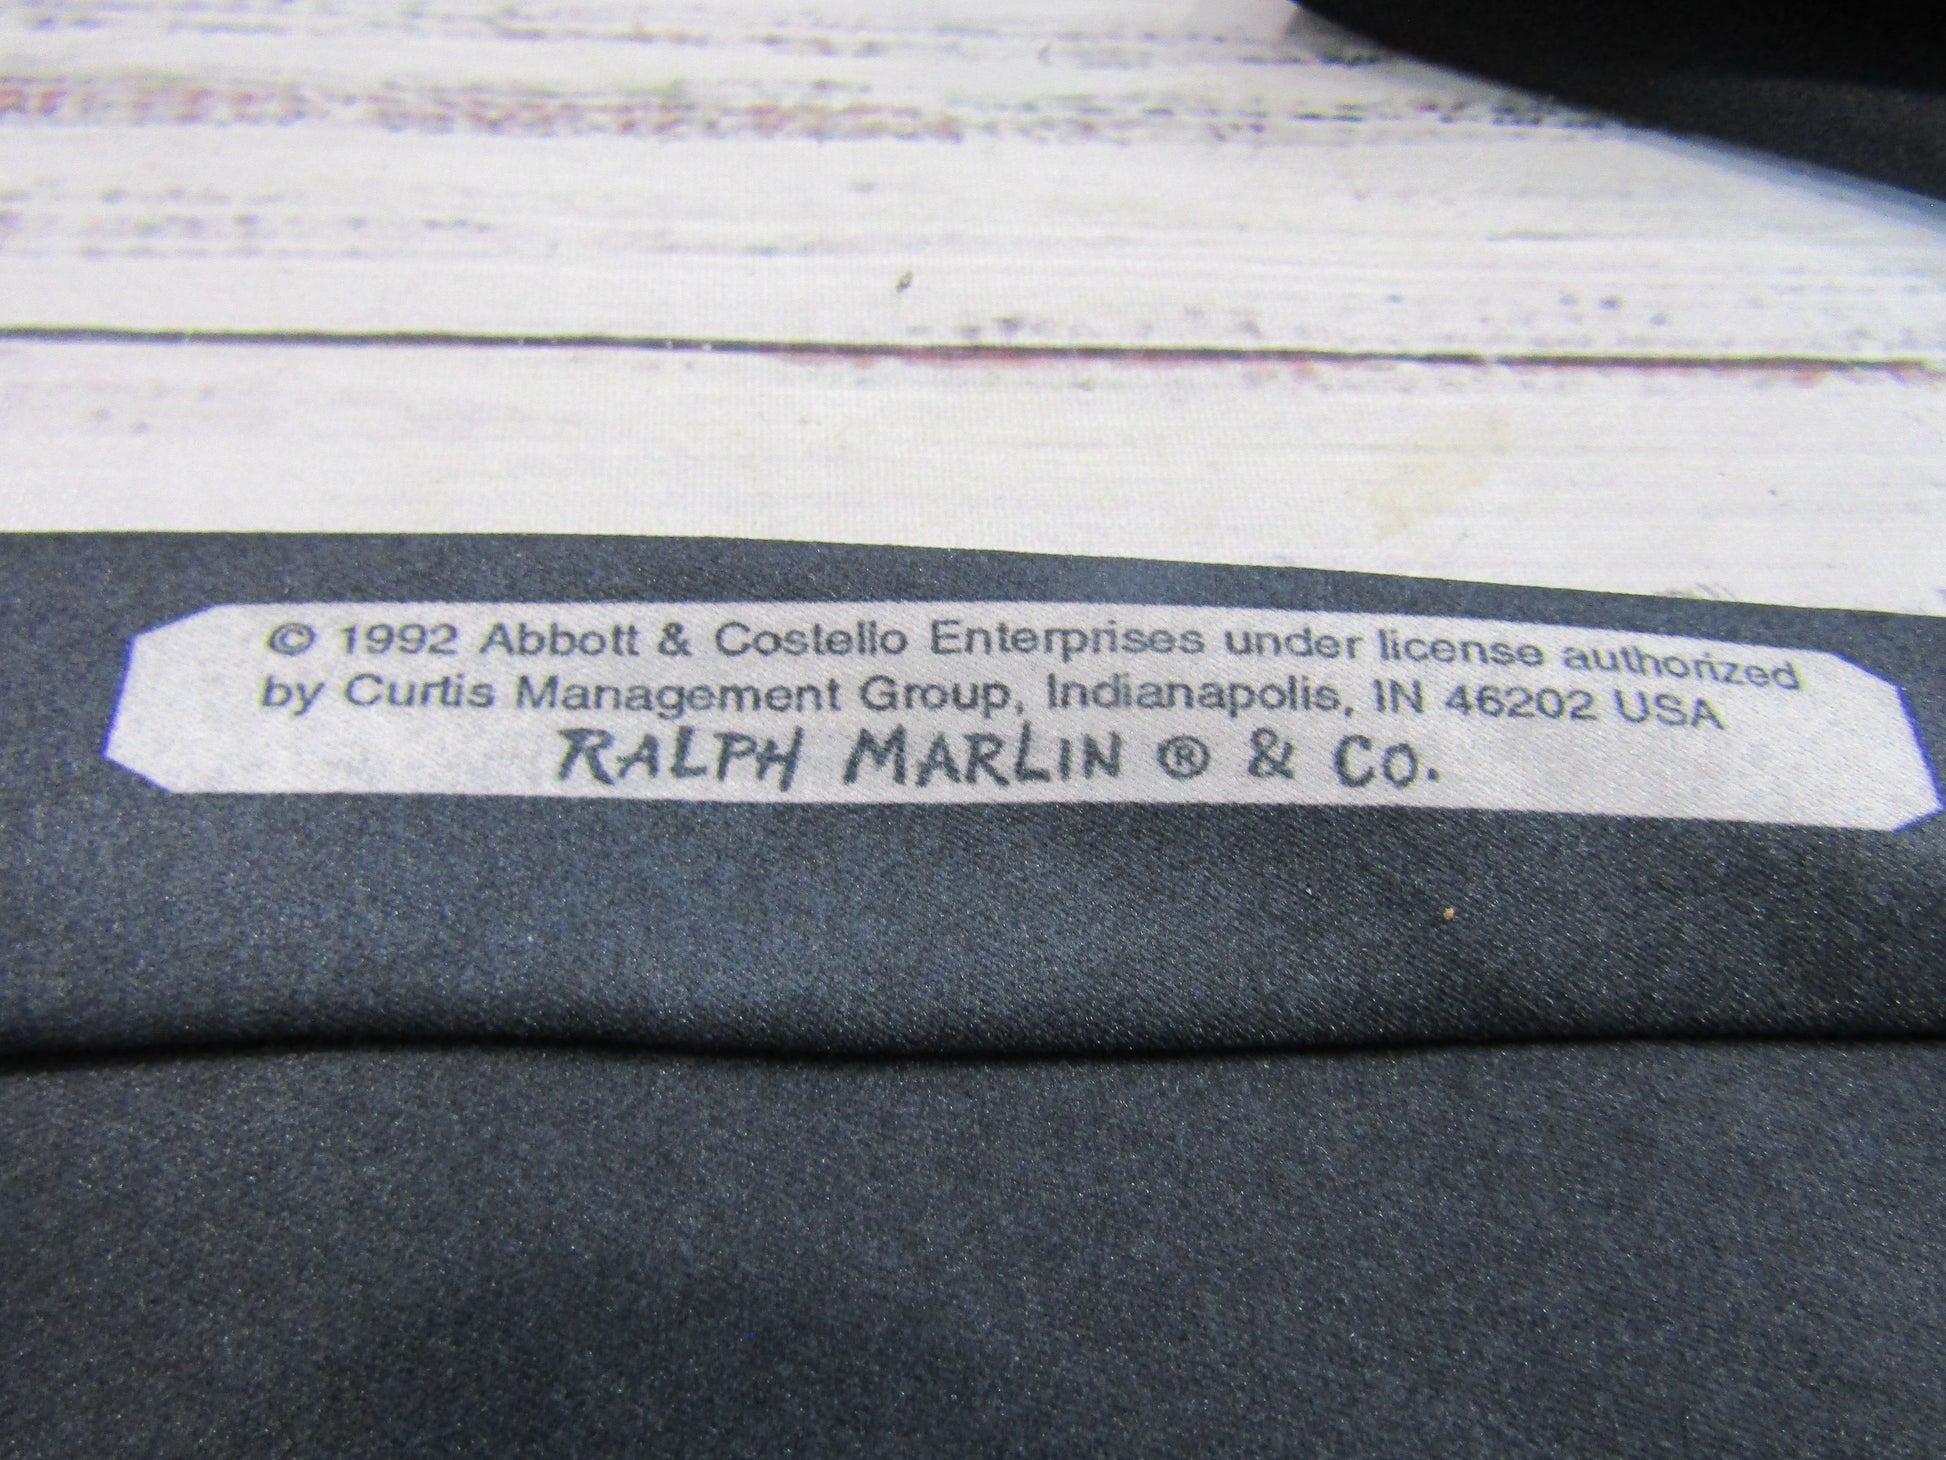 © 1992 Abbott & Costello Enterprises under license authorized
by Curtis Management Group, Indianapolis, IN 46202 USA
RALPH MARLIN ® & CO.